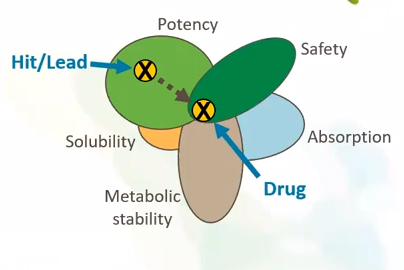 Potency
Hit/Lead
X
Safety
X
Solubility
Absorption
Metabolic
stability
Drug